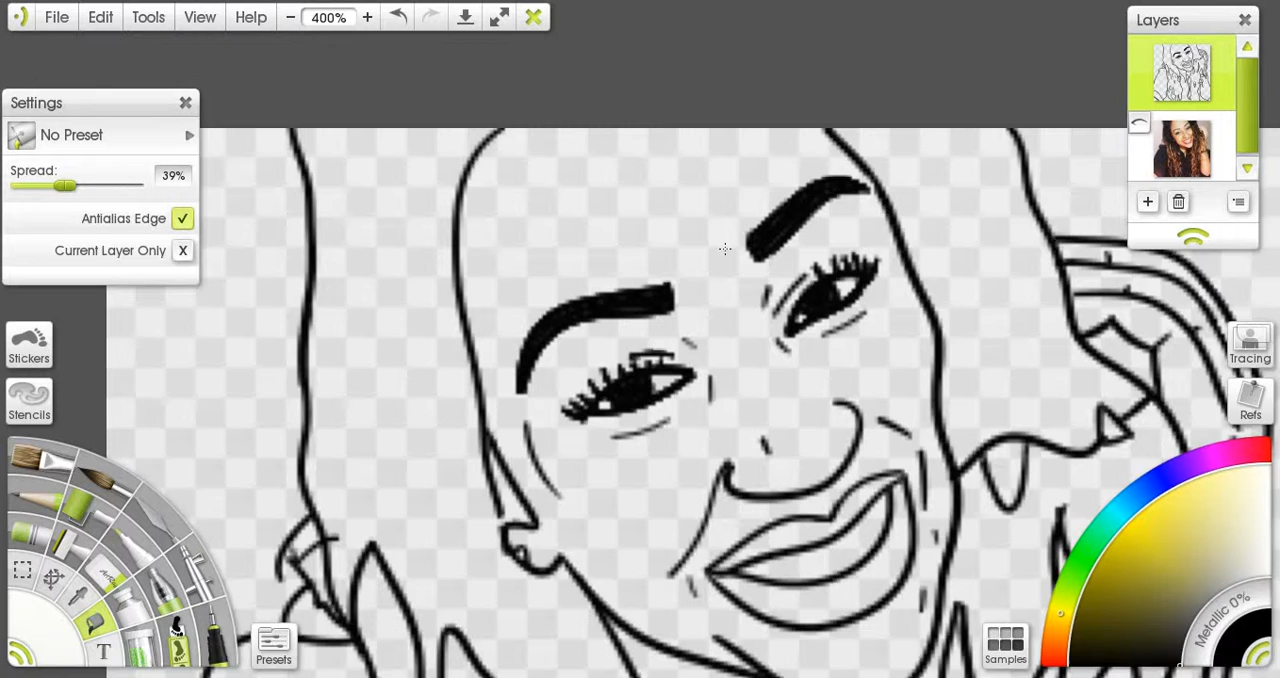 File Edit Tools View Help − 400% +
Layers
Settings
No Preset
Spread: 39%
Antialias Edge
Current Layer Only X
Stickers
Stencils
Tracing
Refs
T
Presets
Samples
Metallic 0%